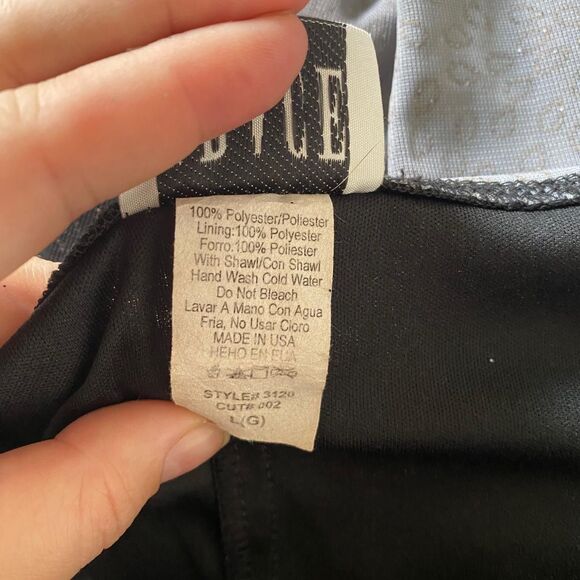 100% Polyester/Poliester
Lining:100% Polyester
Forro:100% Poliester
With Shawl/Con Shawl
Hand Wash Cold Water
Do Not Bleach
Lavar A Mano Con Agua
Fria, No Usar Cloro
MADE IN USA
HEHO EN
STYLE# 3120
CUT# 002
L(G)